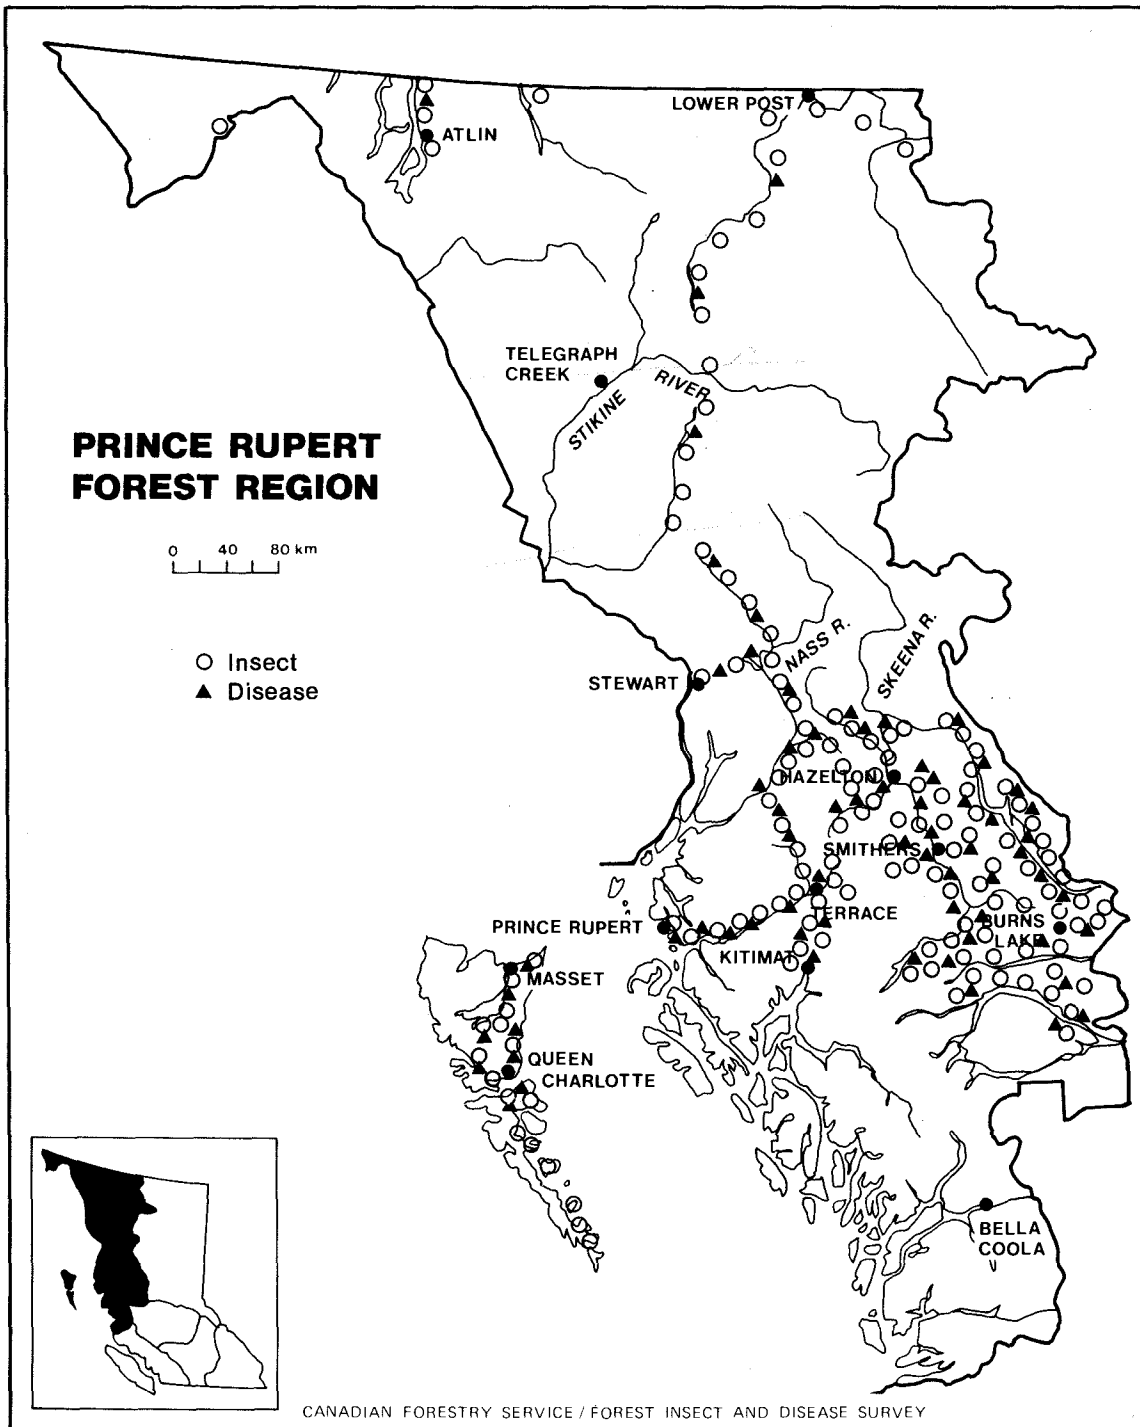 LOWER POST
ATLIN
TELEGRAPH
CREEK
STIKINE
RIVER
PRINCE RUPERT
FOREST REGION
0 40 80 km
Insect
Disease
NASS R.
SKEENA R.
STEWART
HAZELTON
SMITHERS
TERRACE
PRINCE RUPERT
BURNS
LAKE
KITIMAT
MASSET
QUEEN
CHARLOTTE
BELLA
COOLA
CANADIAN FORESTRY SERVICE / FOREST INSECT AND DISEASE SURVEY